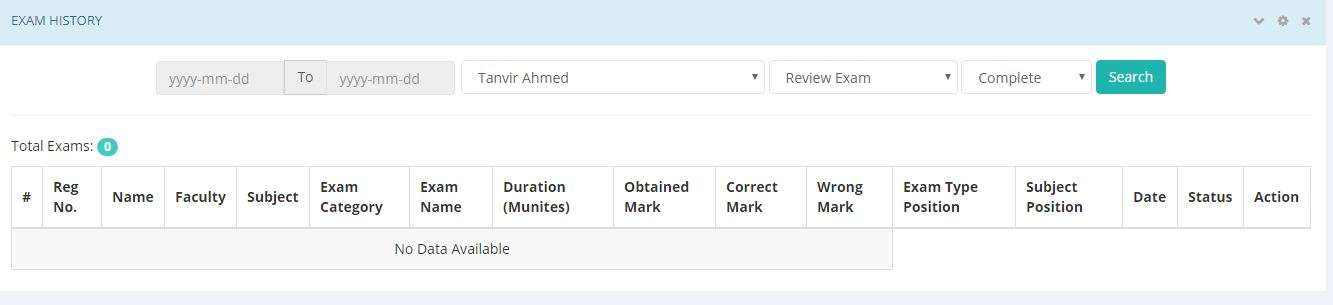 EXAM HISTORY
yyyy-mm-dd To yyyy-mm-dd Tanvir Ahmed Review Exam Complete Search
Total Exams: 0
# Reg No. Name Faculty Subject Exam Category Exam Name Duration (Munites) Obtained Mark Correct Mark Wrong Mark Exam Type Position Subject Position Date Status Action
No Data Available